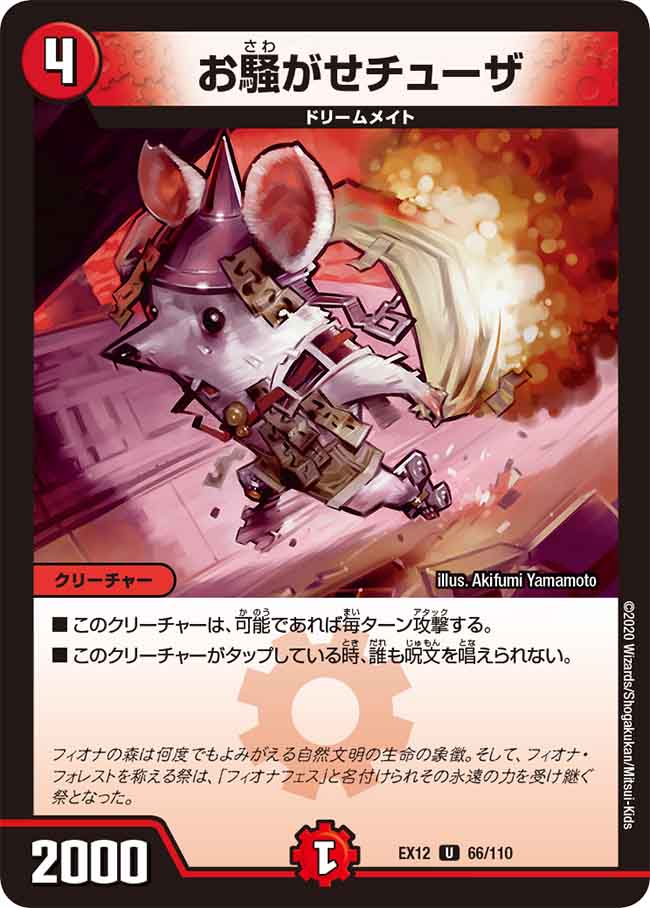 4
お騒がせチューザ
さわ
ドリームメイト
クリーチャー
illus. Akifumi Yamamoto
■ このクリーチャーは、可能であれば毎ターン攻撃する。
かのう まい アタック
■ このクリーチャーがタップしている時、誰も呪文を唱えられない。
とき だれ じゅもん とな
フィオナの森は何度でもよみがえる自然文明の生命の象徴。そして、フィオナ・
フォレストを称える祭は、「フィオナフェス」と名付けられその永遠の力を受け継ぐ
祭となった。
©2020 Wizards/Shogakukan/Mitsui-Kids
2000
1
EX12 U 66/110